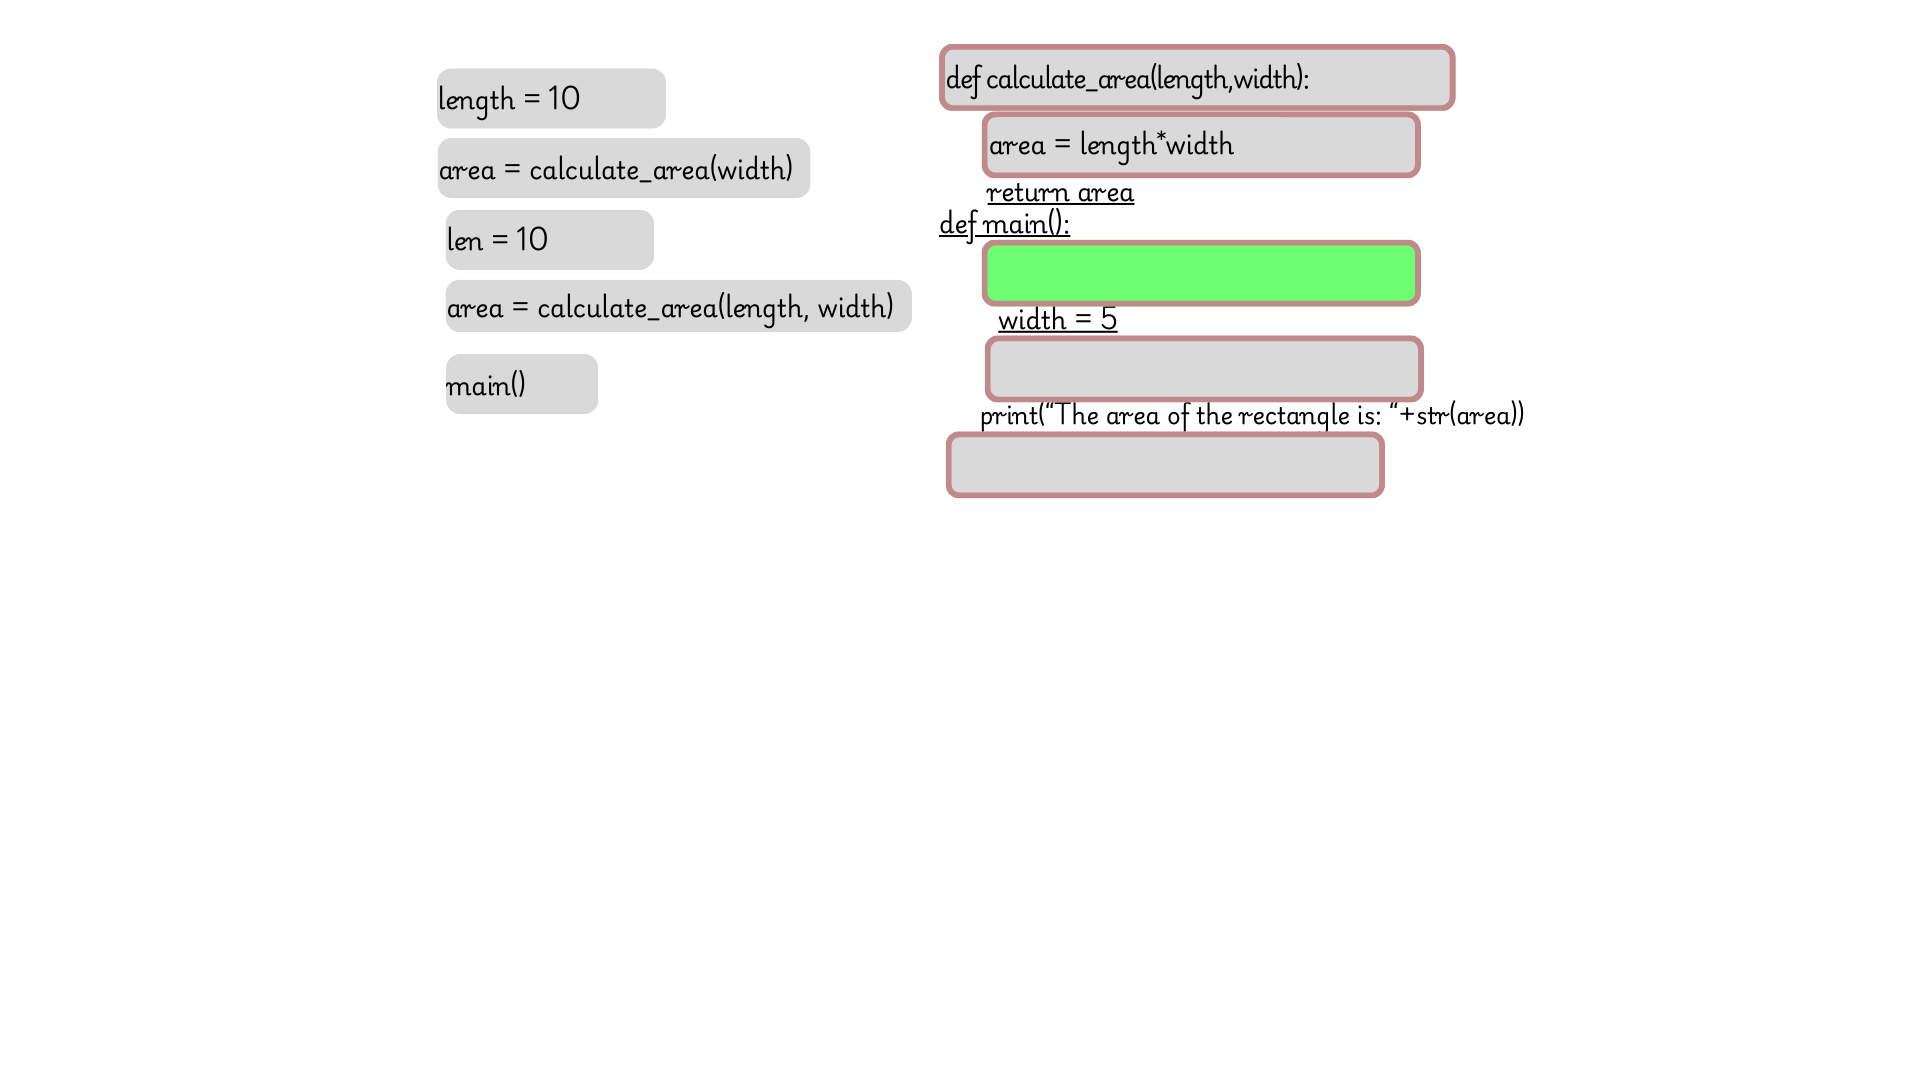 length = 10
area = calculate_area(width)
len = 10
area = calculate_area(length, width)
main()
def calculate_area(length,width):
area = length*width
return area
def main():
width = 5
print(“The area of the rectangle is: “+str(area))